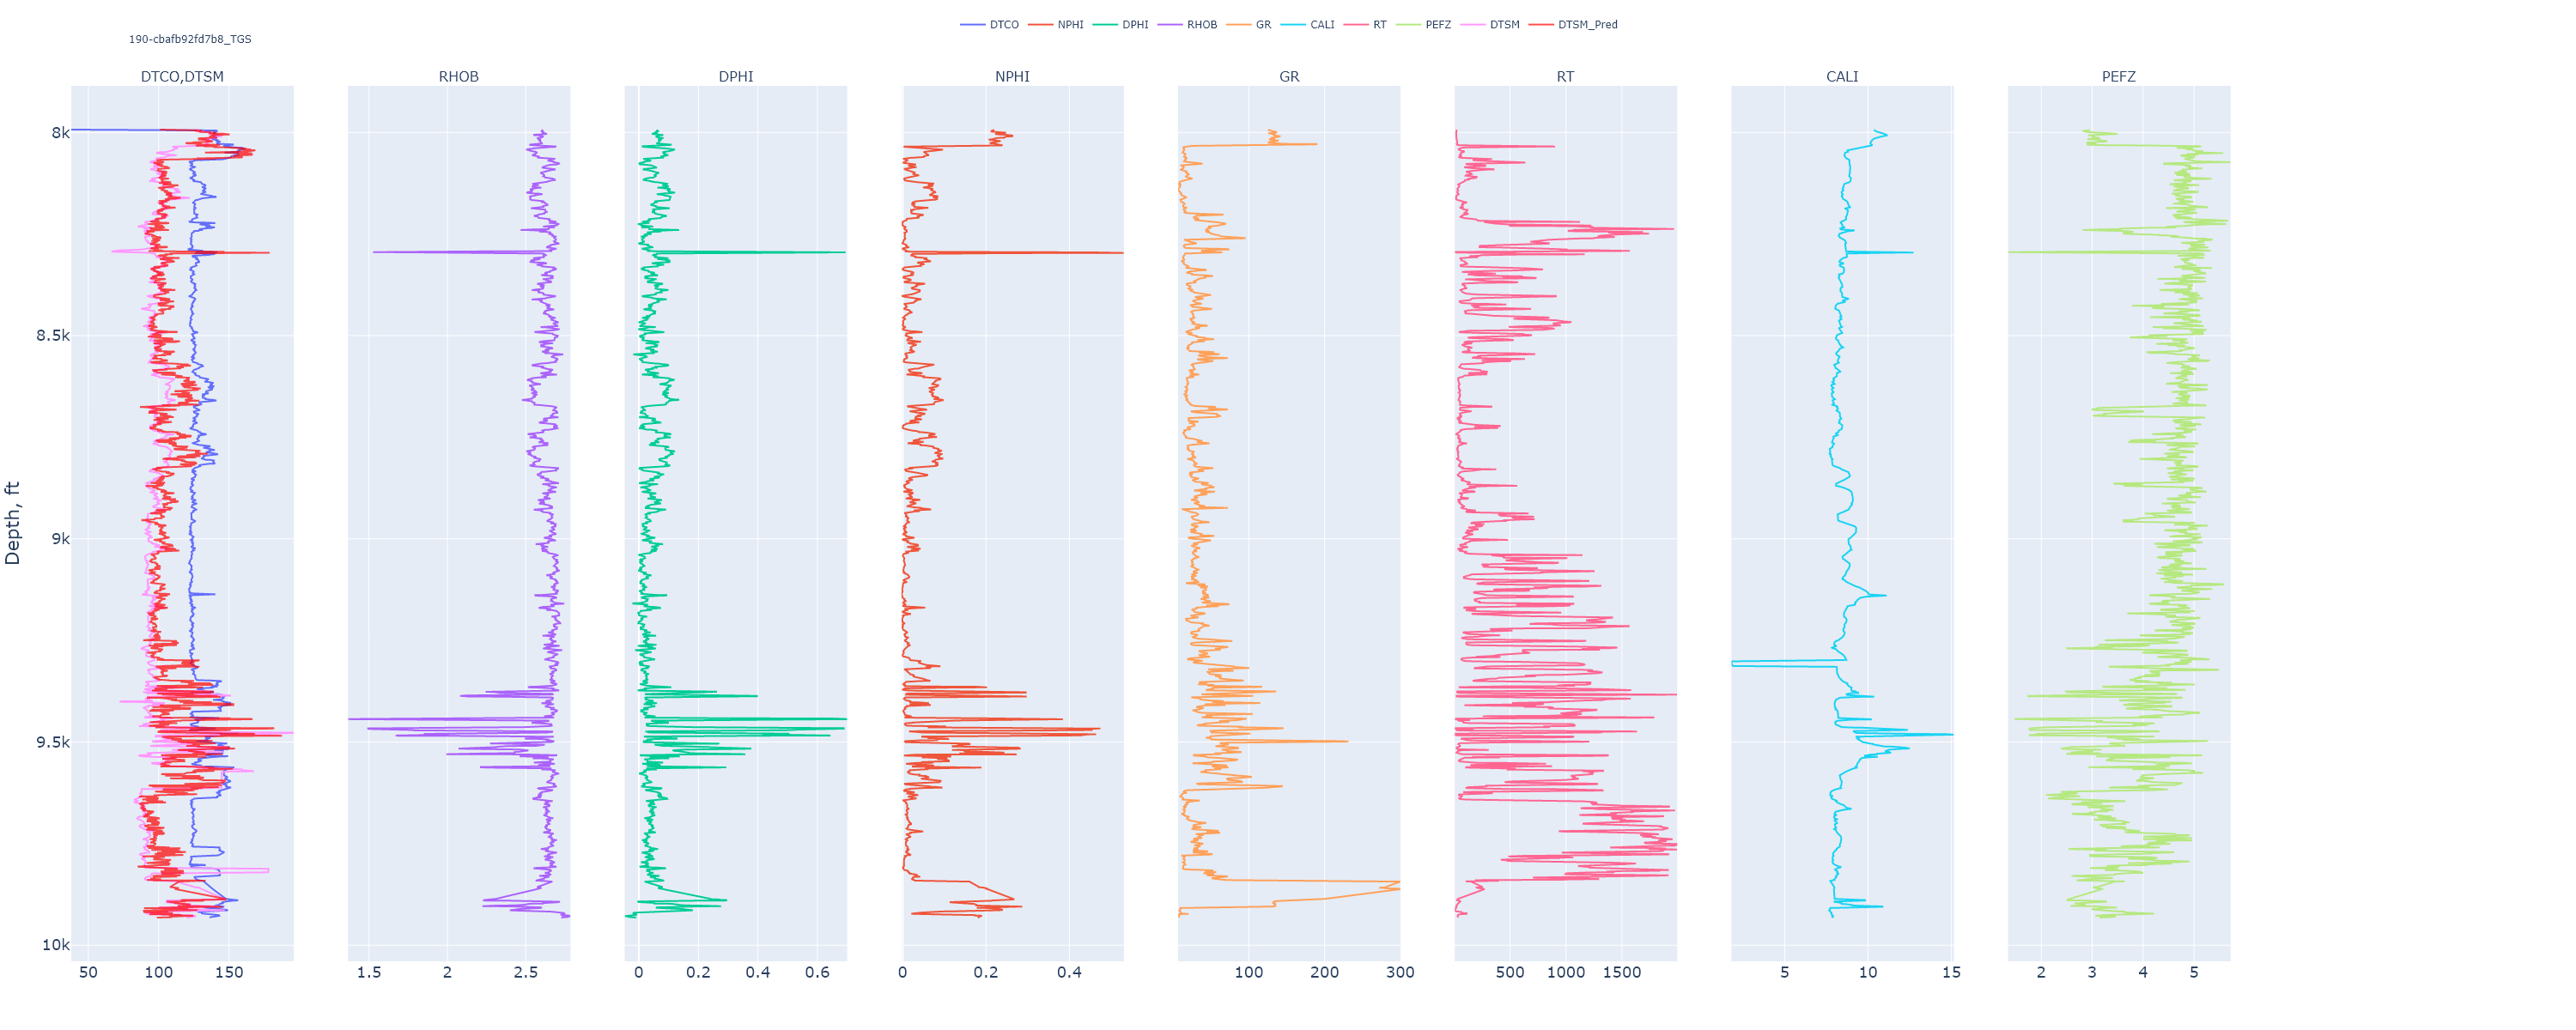 DTCO NPHI DPHI RHOB GR CALI RT PEFZ DTSM DTSM_Pred
190-cbafb92fd7b8_TGS
DTCO,DTSM RHOB DPHI NPHI GR RT CALI PEFZ
8k
8.5k
9k
9.5k
10k
Depth, ft
50 100 150 1.5 2 2.5 0 0.2 0.4 0.6 0 0.2 0.4 100 200 300 500 1000 1500 5 10 15 2 3 4 5